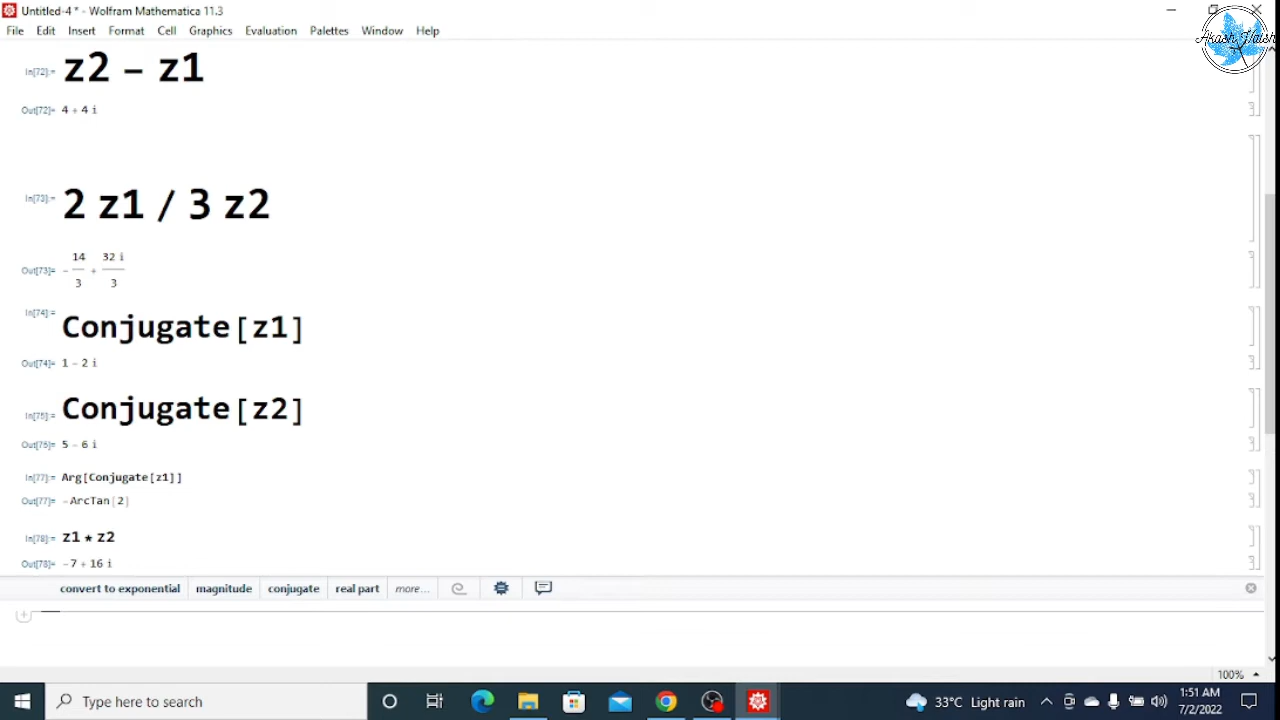 Untitled-4 * - Wolfram Mathematica 11.3
File Edit Insert Format Cell Graphics Evaluation Palettes Window Help
In[72]:= z2 - z1
Out[72]= 4 + 4 i
In[73]:= 2 z1 / 3 z2
Out[73]= - 14/3 + 32 i/3
In[74]:= Conjugate[z1]
Out[74]= 1 - 2 i
In[75]:= Conjugate[z2]
Out[75]= 5 - 6 i
In[77]:= Arg[Conjugate[z1]]
Out[77]= -ArcTan[2]
In[78]:= z1 * z2
Out[78]= -7 + 16 i
convert to exponential magnitude conjugate real part more...
100%
Type here to search
33°C Light rain
1:51 AM
7/2/2022